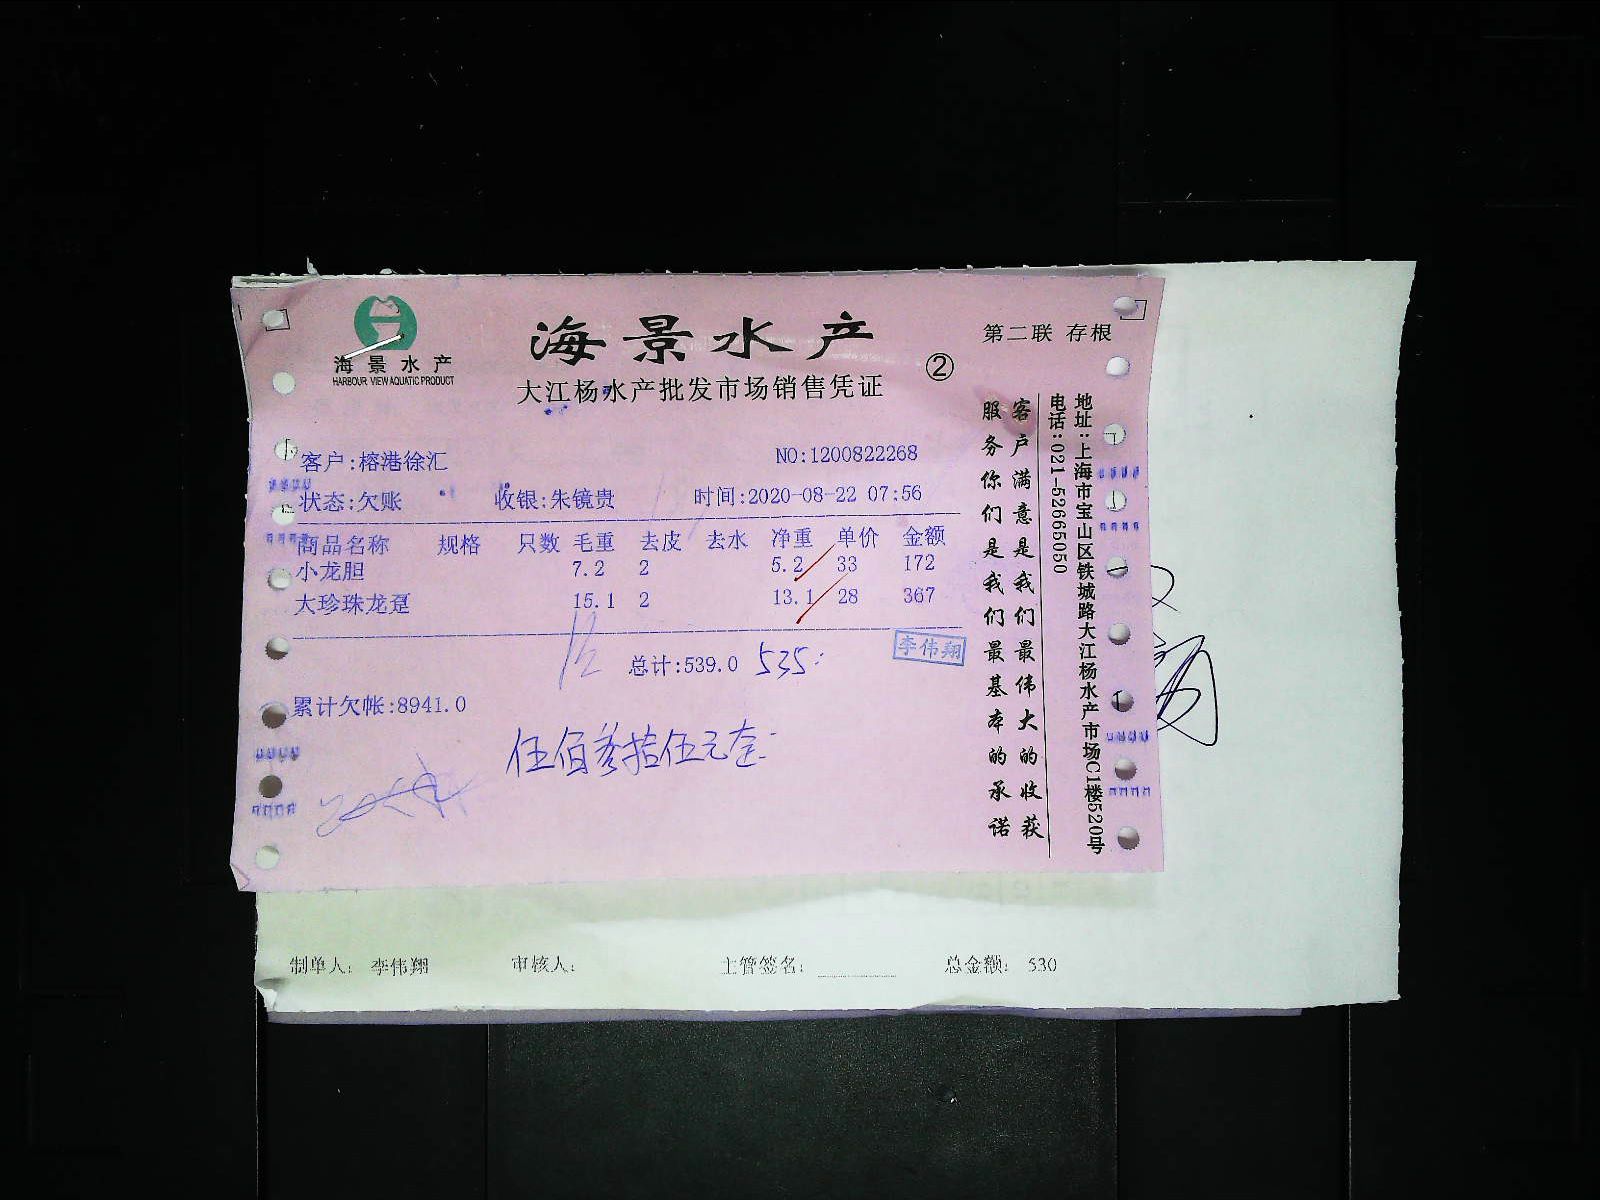 海景水产
HARBOUR VIEW AQUATIC PRODUCT
海景水产
大江杨水产批发市场销售凭证
②
第二联 存根
客户:榕港徐汇
NO:1200822268
状态:欠账 收银:朱镜贵 时间:2020-08-22 07:56
商品名称 规格 只数 毛重 去皮 去水 净重 单价 金额
小龙胆 7.2 2 5.2 33 172
大珍珠龙趸 15.1 2 13.1 28 367
总计:539.0 535
李伟翔
累计欠帐:8941.0
伍佰叁拾伍元
客户满意是我们最伟大的收获
服务你们是我们最基本的承诺
地址:上海市宝山区铁城路大江杨水产市场C1楼520号
电话:021-52665050
制单人: 李伟翔 审核人: 主管签名: 总金额: 530